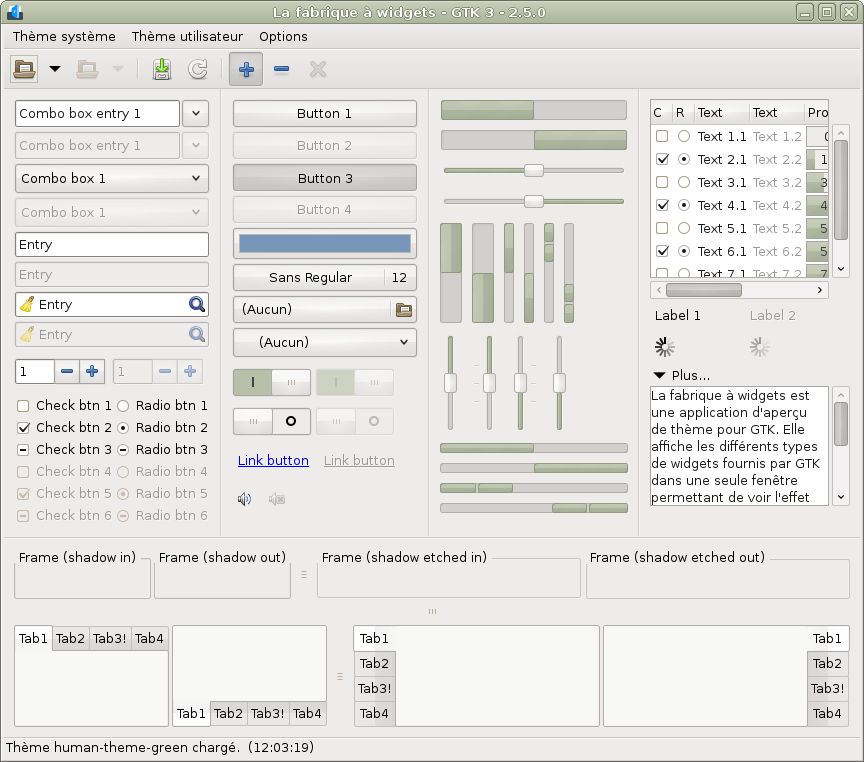 La fabrique à widgets - GTK 3 - 2.5.0
Thème système Thème utilisateur Options
Combo box entry 1
Combo box entry 1
Combo box 1
Combo box 1
Entry
Entry
Entry
Entry
1 1
Check btn 1 Radio btn 1
Check btn 2 Radio btn 2
Check btn 3 Radio btn 3
Check btn 4 Radio btn 4
Check btn 5 Radio btn 5
Check btn 6 Radio btn 6
Button 1
Button 2
Button 3
Button 4
Sans Regular 12
(Aucun)
(Aucun)
Link button Link button
C R Text Text Pro
Text 1.1 Text 1.2 0
Text 2.1 Text 2.2 1
Text 3.1 Text 3.2 3
Text 4.1 Text 4.2 4
Text 5.1 Text 5.2 5
Text 6.1 Text 6.2 5
Text 7.1 Text 7.2 7
Label 1 Label 2
Plus...
La fabrique à widgets est
une application d'aperçu
de thème pour GTK. Elle
affiche les différents types
de widgets fournis par GTK
dans une seule fenêtre
permettant de voir l'effet
Frame (shadow in) Frame (shadow out) Frame (shadow etched in) Frame (shadow etched out)
Tab1 Tab2 Tab3! Tab4
Tab1 Tab2 Tab3! Tab4
Tab1
Tab2
Tab3!
Tab4
Tab1
Tab2
Tab3!
Tab4
Thème human-theme-green chargé. (12:03:19)